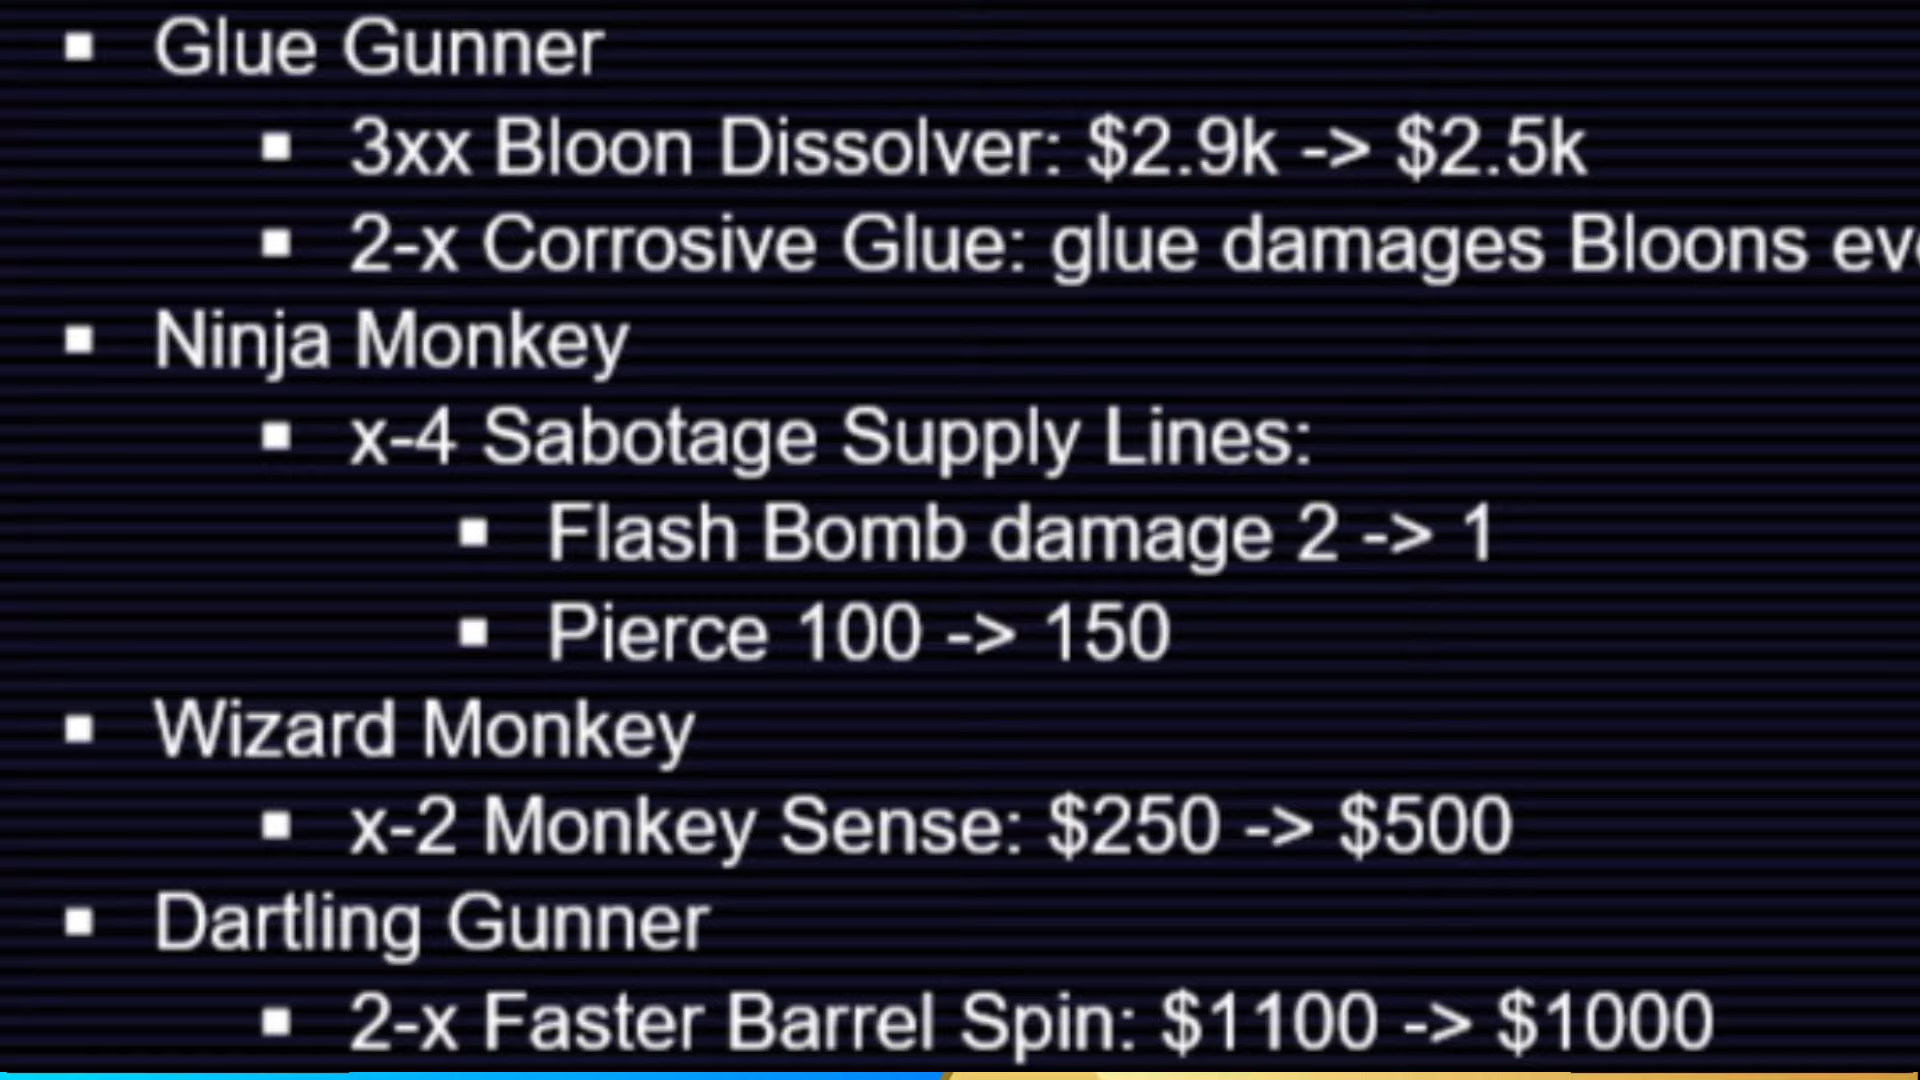 Glue Gunner
3xx Bloon Dissolver: $2.9k -> $2.5k
2-x Corrosive Glue: glue damages Bloons
Ninja Monkey
x-4 Sabotage Supply Lines:
Flash Bomb damage 2 -> 1
Pierce 100 -> 150
Wizard Monkey
x-2 Monkey Sense: $250 -> $500
Dartling Gunner
2-x Faster Barrel Spin: $1100 -> $1000